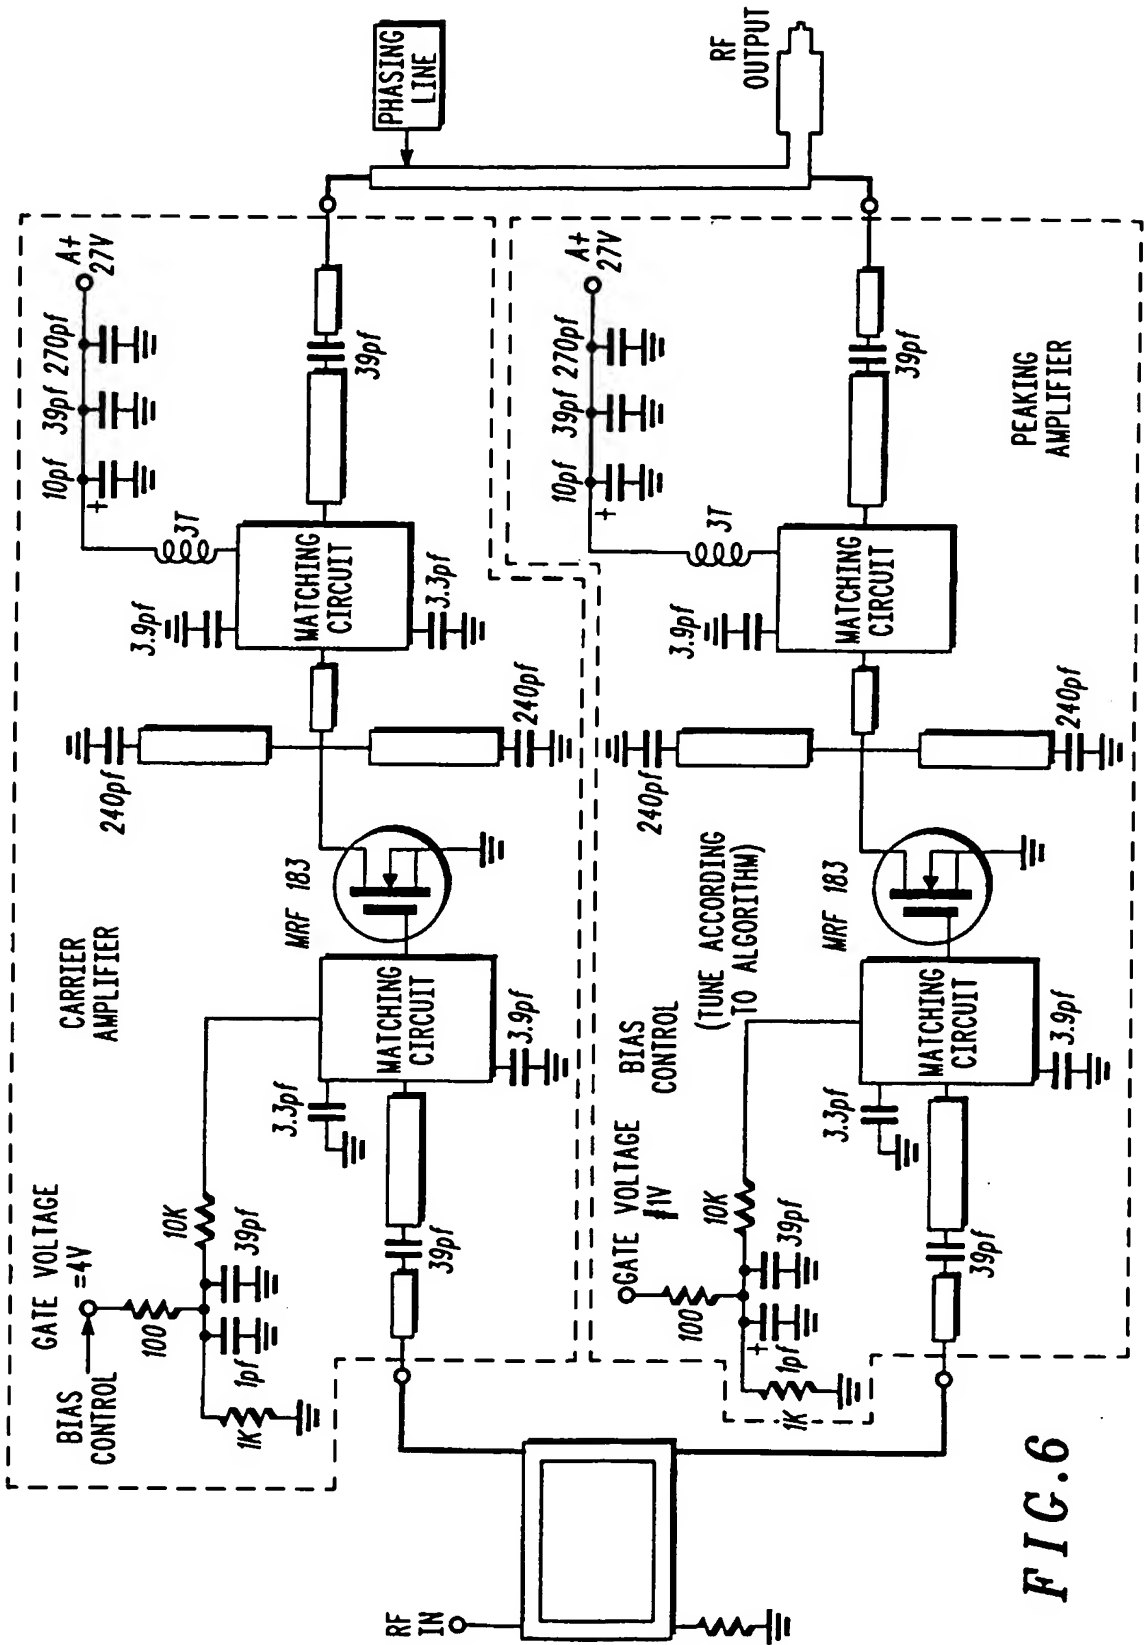 BIAS
CONTROL
GATE VOLTAGE
=4V
100
1K
1pf
39pf
10K
CARRIER
AMPLIFIER
39pf
3.3pf
MATCHING
CIRCUIT
3.9pf
MRF 183
240pf
240pf
3.9pf
MATCHING
CIRCUIT
3.3pf
3T
+
10pf
39pf
270pf
A+
27V
39pf
PHASING
LINE
RF
OUTPUT
RF
IN
GATE VOLTAGE
BIAS
CONTROL
(TUNE ACCORDING
TO ALGORITHM)
100
1K
+
1pf
39pf
10K
39pf
3.3pf
MATCHING
CIRCUIT
3.9pf
MRF 183
240pf
240pf
3.9pf
MATCHING
CIRCUIT
3T
+
10pf
39pf
270pf
A+
27V
39pf
PEAKING
AMPLIFIER
FIG.6